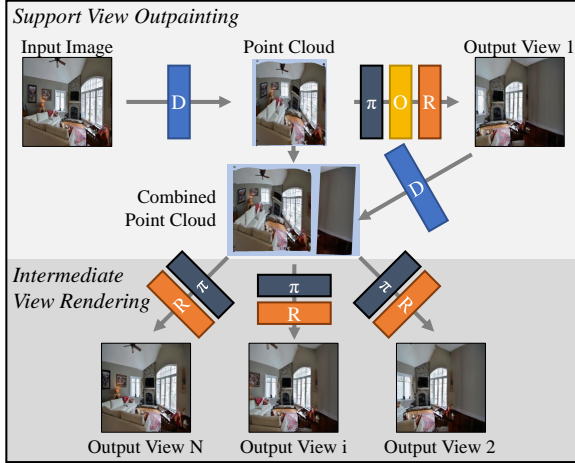 Support View Outpainting
Input Image
Point Cloud
Output View 1
D
π
O
R
D
Combined
Point Cloud
Intermediate
View Rendering
π
R
π
R
π
R
Output View N
Output View i
Output View 2